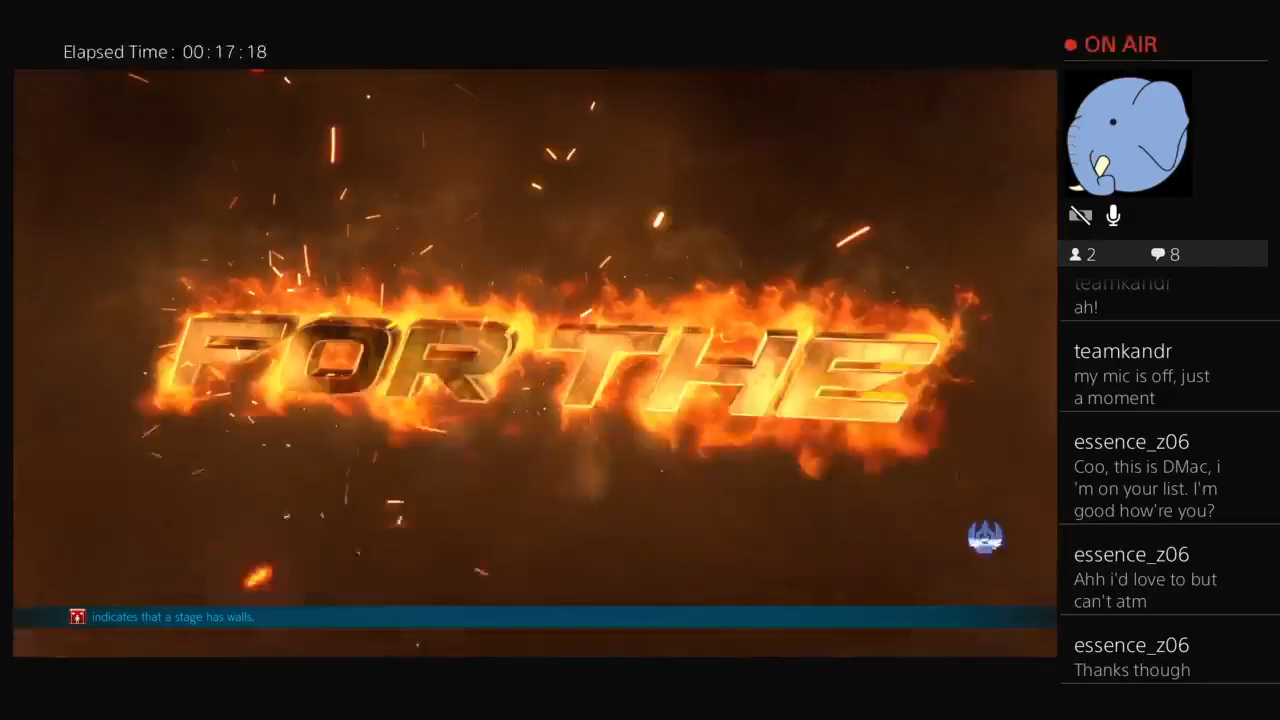 Elapsed Time: 00:17:18
ON AIR
FOR THE
2
8
teamkandr
ah!
teamkandr
my mic is off, just
a moment
essence_z06
Coo, this is DMac, i
'm on your list. I'm
good how're you?
essence_z06
Ahh i'd love to but
can't atm
essence_z06
Thanks though
indicates that a stage has walls.